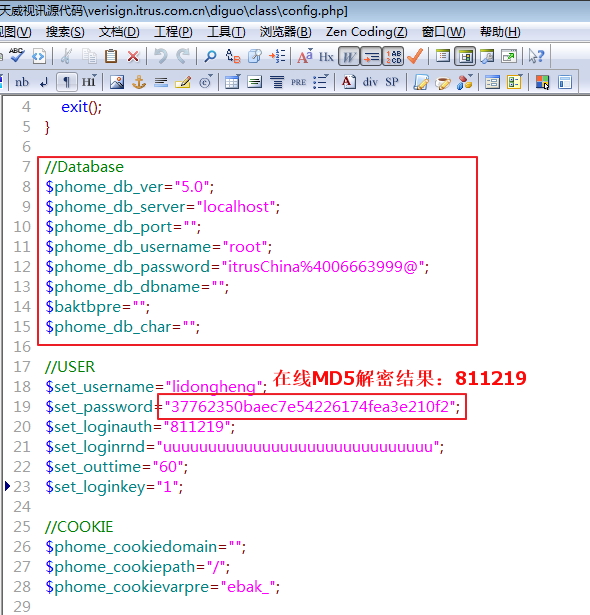 天威视讯源代码\verisign.itrus.com.cn\diguo\class\config.php]
视图(V) 搜索(S) 文档(D) 工程(P) 工具(T) 浏览器(B) Zen Coding(Z) 窗口(W) 帮助(H)
ABC Hx W 1AB 2CD
nb ¶ Hi © PRE A div SP
4 exit();
5 }
6
7 //Database
8 $phome_db_ver="5.0";
9 $phome_db_server="localhost";
10 $phome_db_port="";
11 $phome_db_username="root";
12 $phome_db_password="itrusChina%4006663999@";
13 $phome_db_dbname="";
14 $baktbpre="";
15 $phome_db_char="";
16
17 //USER
在线MD5解密结果：811219
18 $set_username="lidongheng";
19 $set_password="37762350baec7e54226174fea3e210f2";
20 $set_loginauth="811219";
21 $set_loginrnd="uuuuuuuuuuuuuuuuuuuuuuuuuuuuuu";
22 $set_outtime="60";
23 $set_loginkey="1";
24
25 //COOKIE
26 $phome_cookiedomain="";
27 $phome_cookiepath="/";
28 $phome_cookievarpre="ebak_";
29